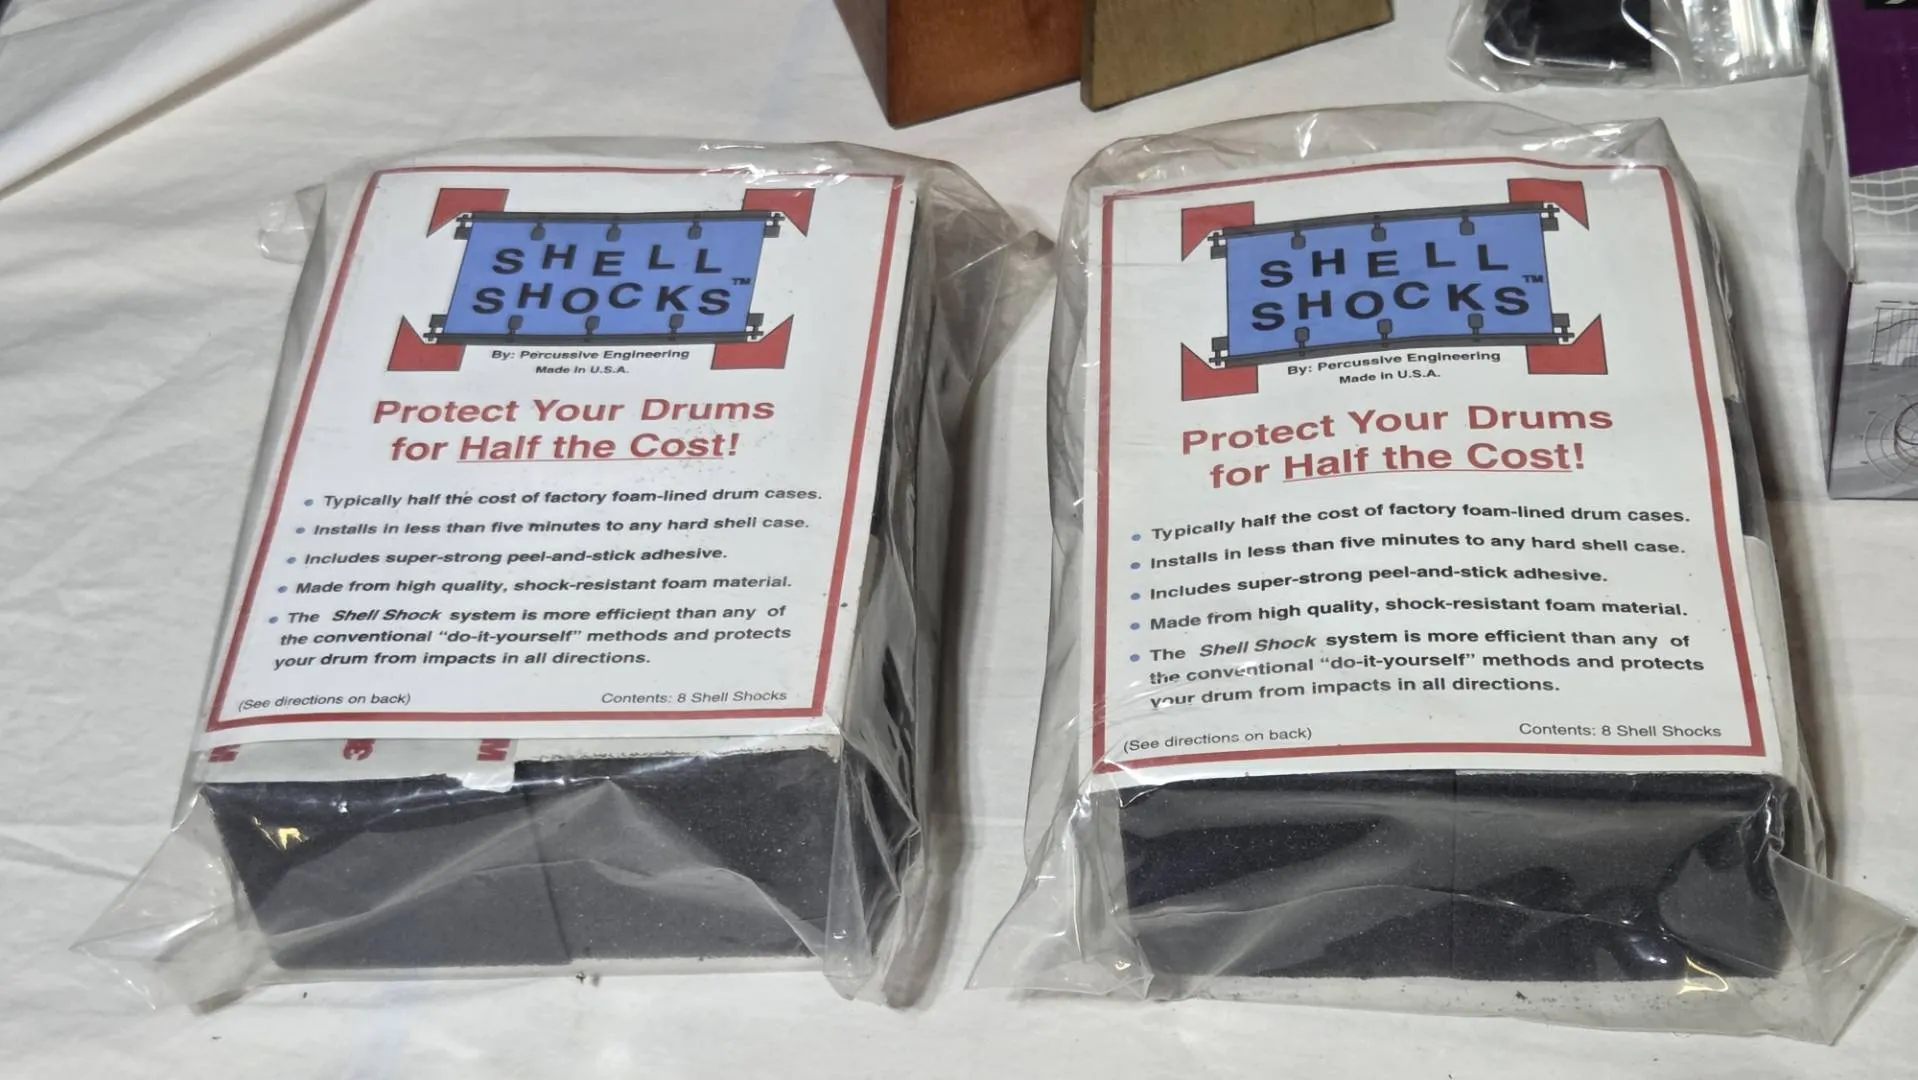 SHELL
SHOCKS™
By: Percussive Engineering
Made in U.S.A.
Protect Your Drums
for Half the Cost!
• Typically half the cost of factory foam-lined drum cases.
• Installs in less than five minutes to any hard shell case.
• Includes super-strong peel-and-stick adhesive.
• Made from high quality, shock-resistant foam material.
• The Shell Shock system is more efficient than any of
the conventional “do-it-yourself” methods and protects
your drum from impacts in all directions.
(See directions on back)
Contents: 8 Shell Shocks
SHELL
SHOCKS™
By: Percussive Engineering
Made in U.S.A.
Protect Your Drums
for Half the Cost!
• Typically half the cost of factory foam-lined drum cases.
• Installs in less than five minutes to any hard shell case.
• Includes super-strong peel-and-stick adhesive.
• Made from high quality, shock-resistant foam material.
• The Shell Shock system is more efficient than any of
the conventional “do-it-yourself” methods and protects
your drum from impacts in all directions.
(See directions on back)
Contents: 8 Shell Shocks